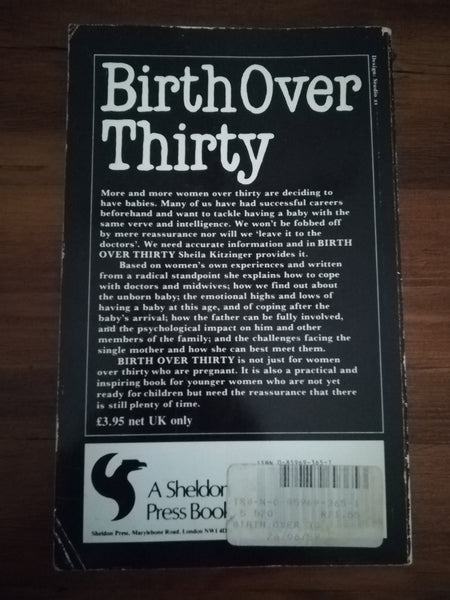 Design: Studio 51
Birth Over
Thirty
More and more women over thirty are deciding to
have babies. Many of us have had successful careers
beforehand and want to tackle having a baby with the
same verve and intelligence. We won't be fobbed off
by mere reassurance nor will we 'leave it to the
doctors'. We need accurate information and in BIRTH
OVER THIRTY Sheila Kitzinger provides it.
Based on women's own experiences and written
from a radical standpoint she explains how to cope
with doctors and midwives; how we find out about
the unborn baby; the emotional highs and lows of
having a baby at this age, and of coping after the
baby's arrival; how the father can be fully involved,
and the psychological impact on him and other
members of the family; and the challenges facing the
single mother and how she can best meet them.
BIRTH OVER THIRTY is not just for women
over thirty who are pregnant. It is also a practical and
inspiring book for younger women who are not yet
ready for children but need the reassurance that there
is still plenty of time.
£3.95 net UK only
ISBN 0-85969-365-7
A Sheldon
Press Book
BIRTH OVER
Sheldon Press, Marylebone Road, London NW1 4D